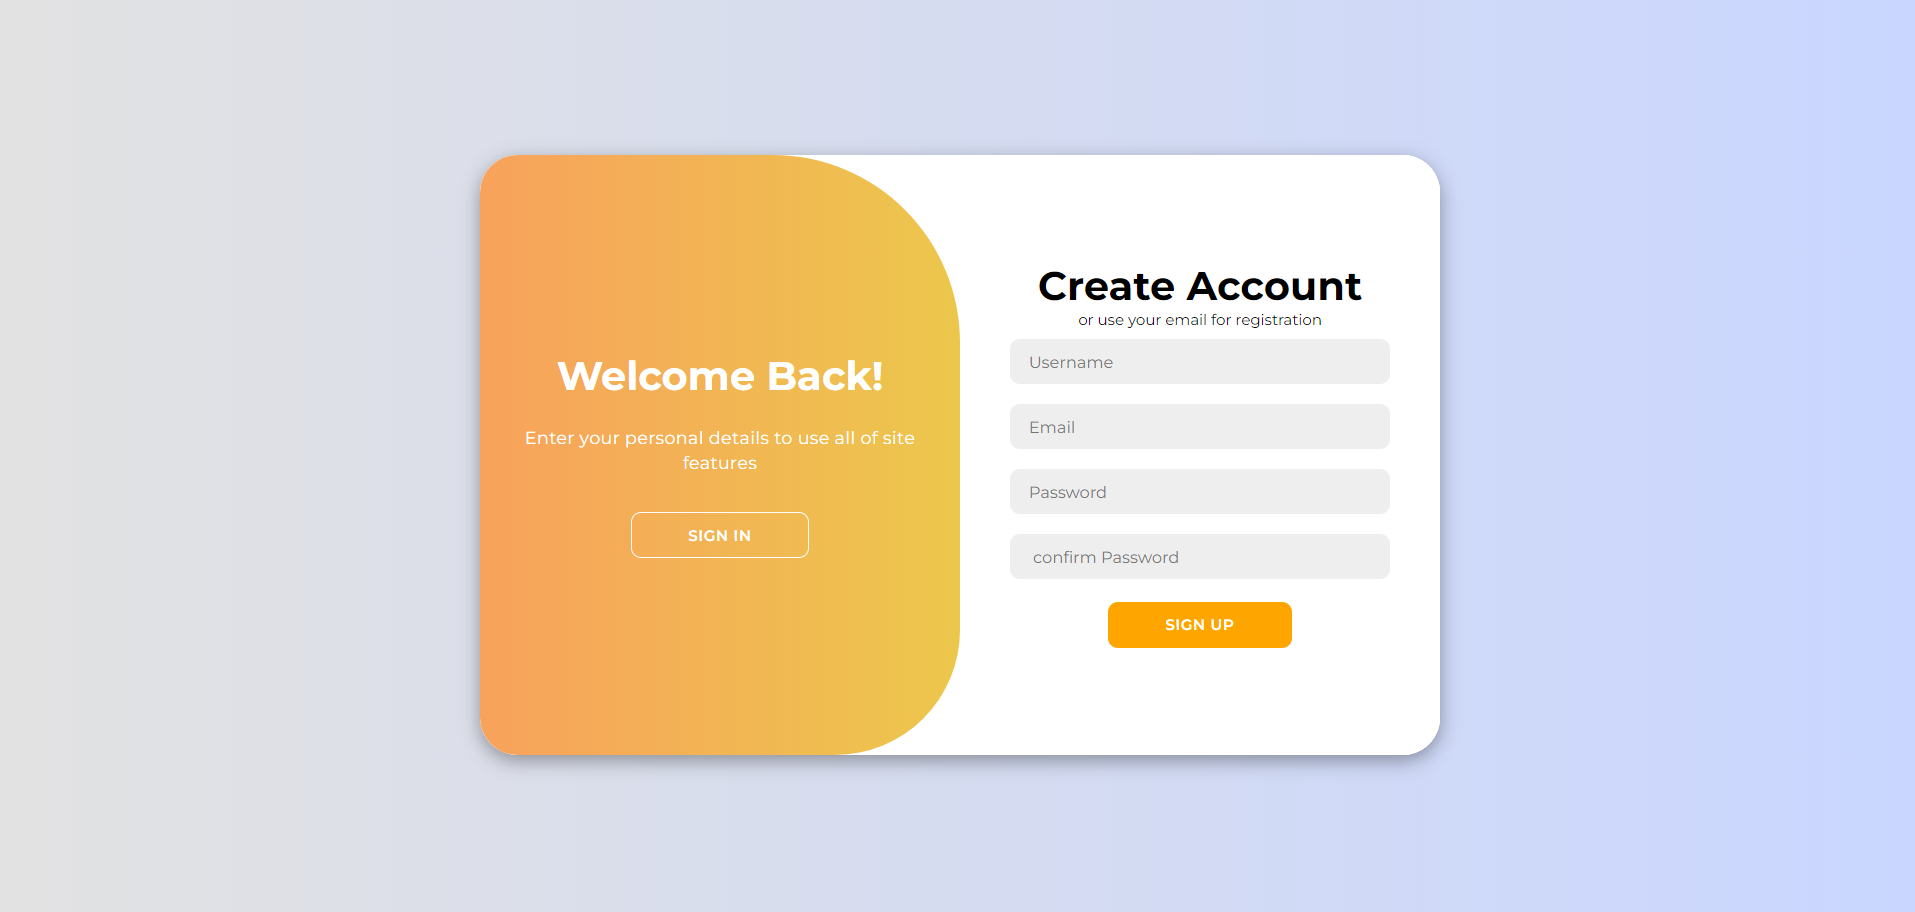 Welcome Back!
Enter your personal details to use all of site
features
SIGN IN
Create Account
or use your email for registration
Username
Email
Password
confirm Password
SIGN UP